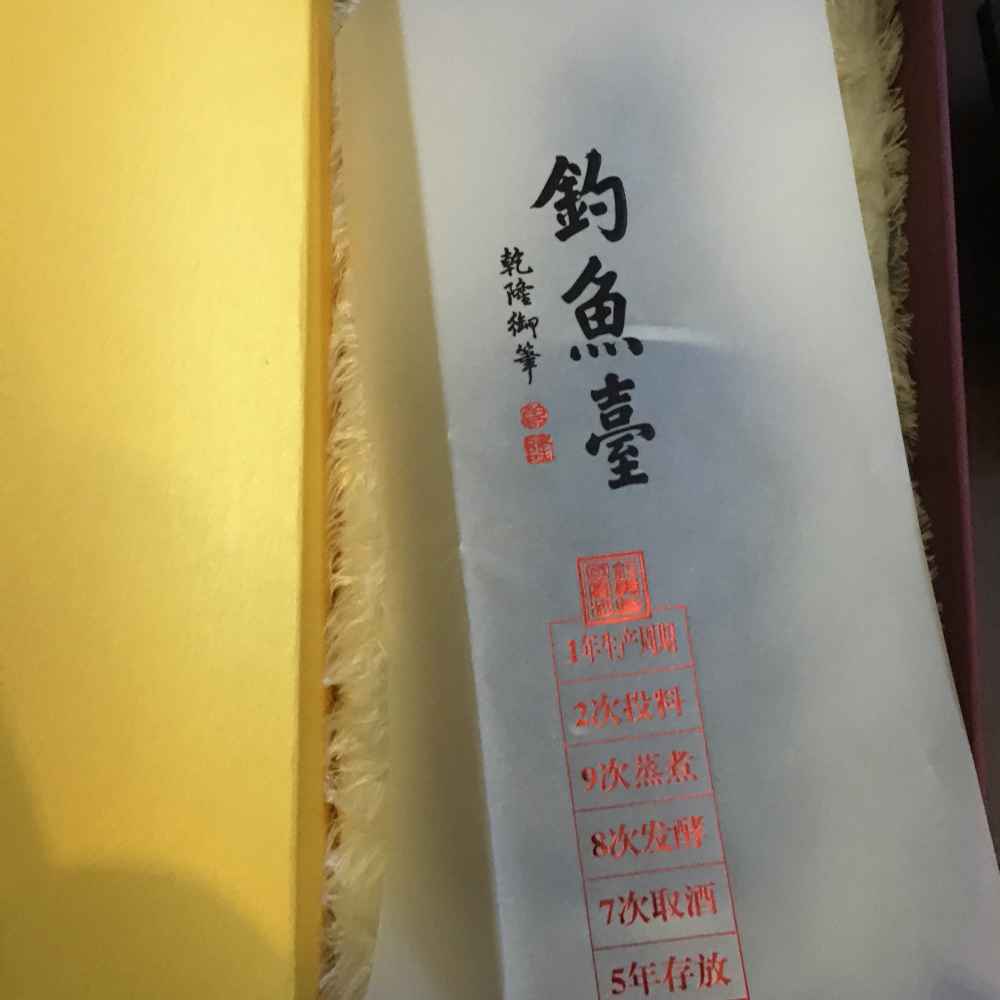 釣魚臺
乾隆御筆
1年生产周期
2次投料
9次蒸煮
8次发酵
7次取酒
5年存放